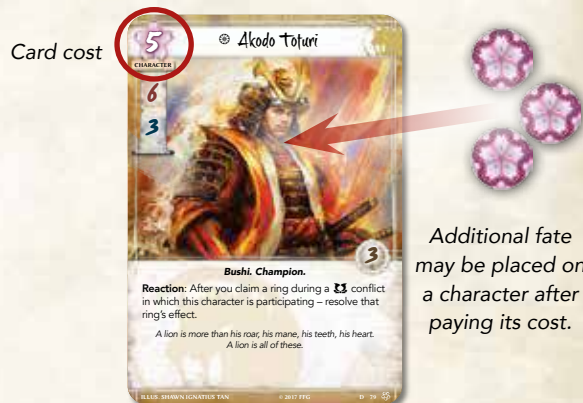 Card cost
5
CHARACTER
Akodo Toturi
6
3
3
Bushi. Champion.
Reaction: After you claim a ring during a conflict
in which this character is participating – resolve that
ring's effect.
A lion is more than his roar, his mane, his teeth, his heart.
A lion is all of these.
ILLUS. SHAWN IGNATIUS TAN © 2017 FFG D 79
Additional fate
may be placed on
a character after
paying its cost.